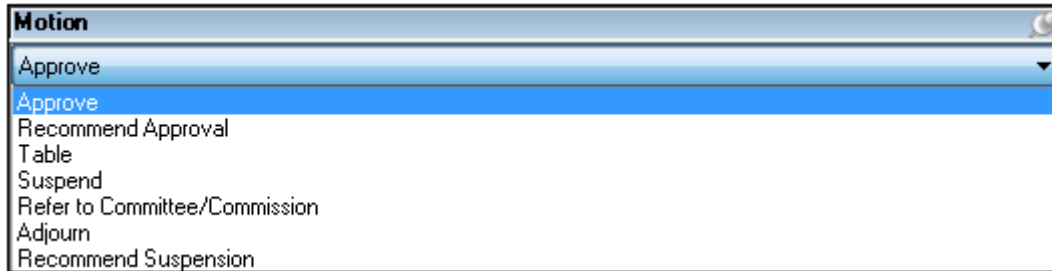 Motion
Approve
Approve
Recommend Approval
Table
Suspend
Refer to Committee/Commission
Adjourn
Recommend Suspension